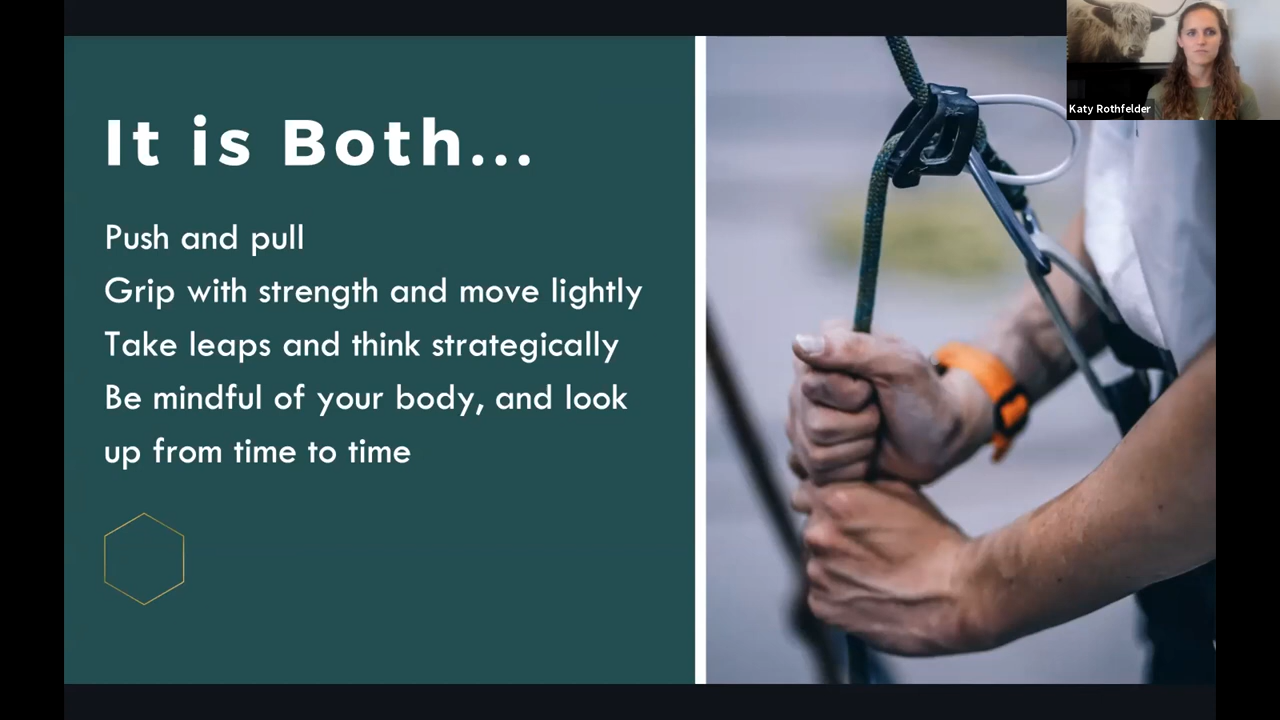 It is Both...
Push and pull
Grip with strength and move lightly
Take leaps and think strategically
Be mindful of your body, and look
up from time to time
Katy Rothfelder